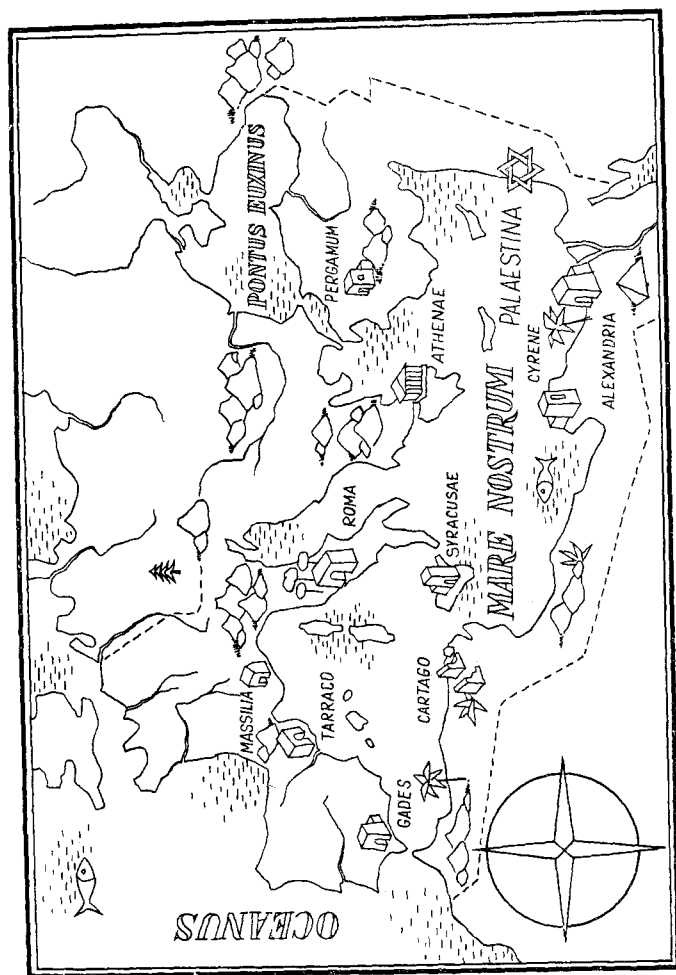 OCEANUS
MASSILIA
TARRACO
GADES
CARTAGO
ROMA
SYRACUSAE
MARE NOSTRUM
ATHENAE
PONTUS EUXINUS
PERGAMUM
CYRENE
ALEXANDRIA
PALAESTINA